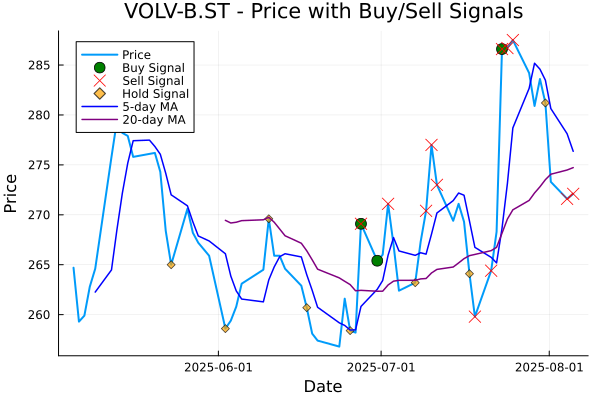 VOLV-B.ST - Price with Buy/Sell Signals
Price
Buy Signal
Sell Signal
Hold Signal
5-day MA
20-day MA
Price
285
280
275
270
265
260
2025-06-01
2025-07-01
2025-08-01
Date